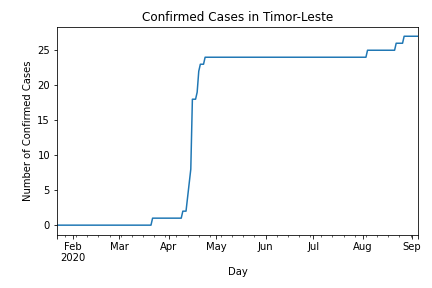 Confirmed Cases in Timor-Leste
Number of Confirmed Cases
25
20
15
10
5
0
Feb Mar Apr May Jun Jul Aug Sep
2020
Day